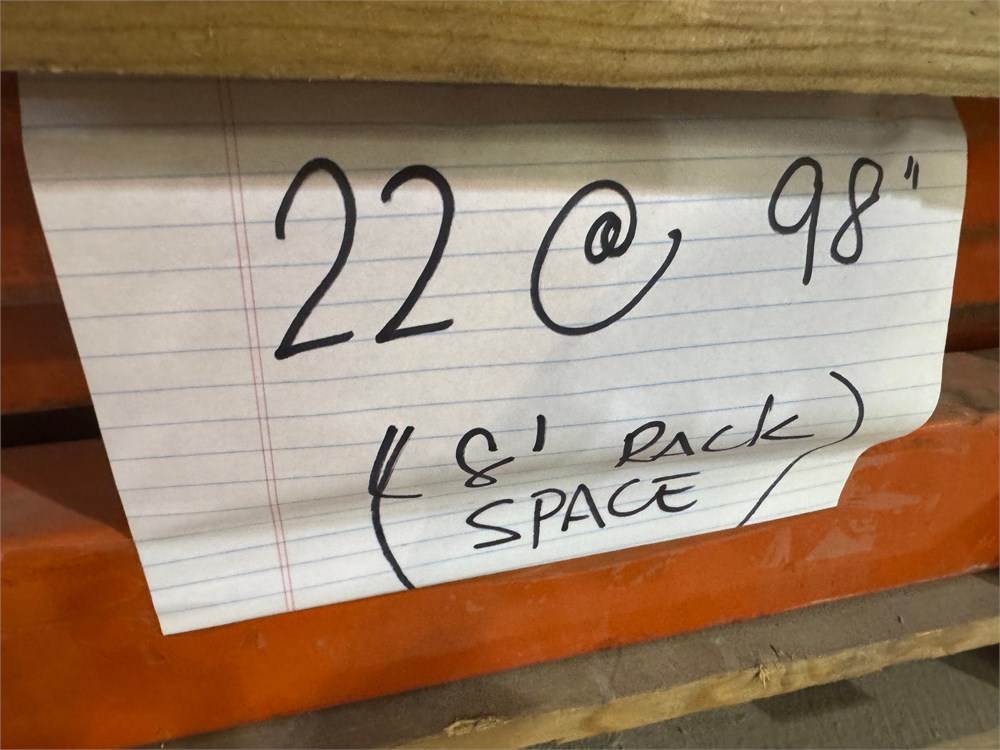 22 @ 98"
(8' RACK
SPACE)